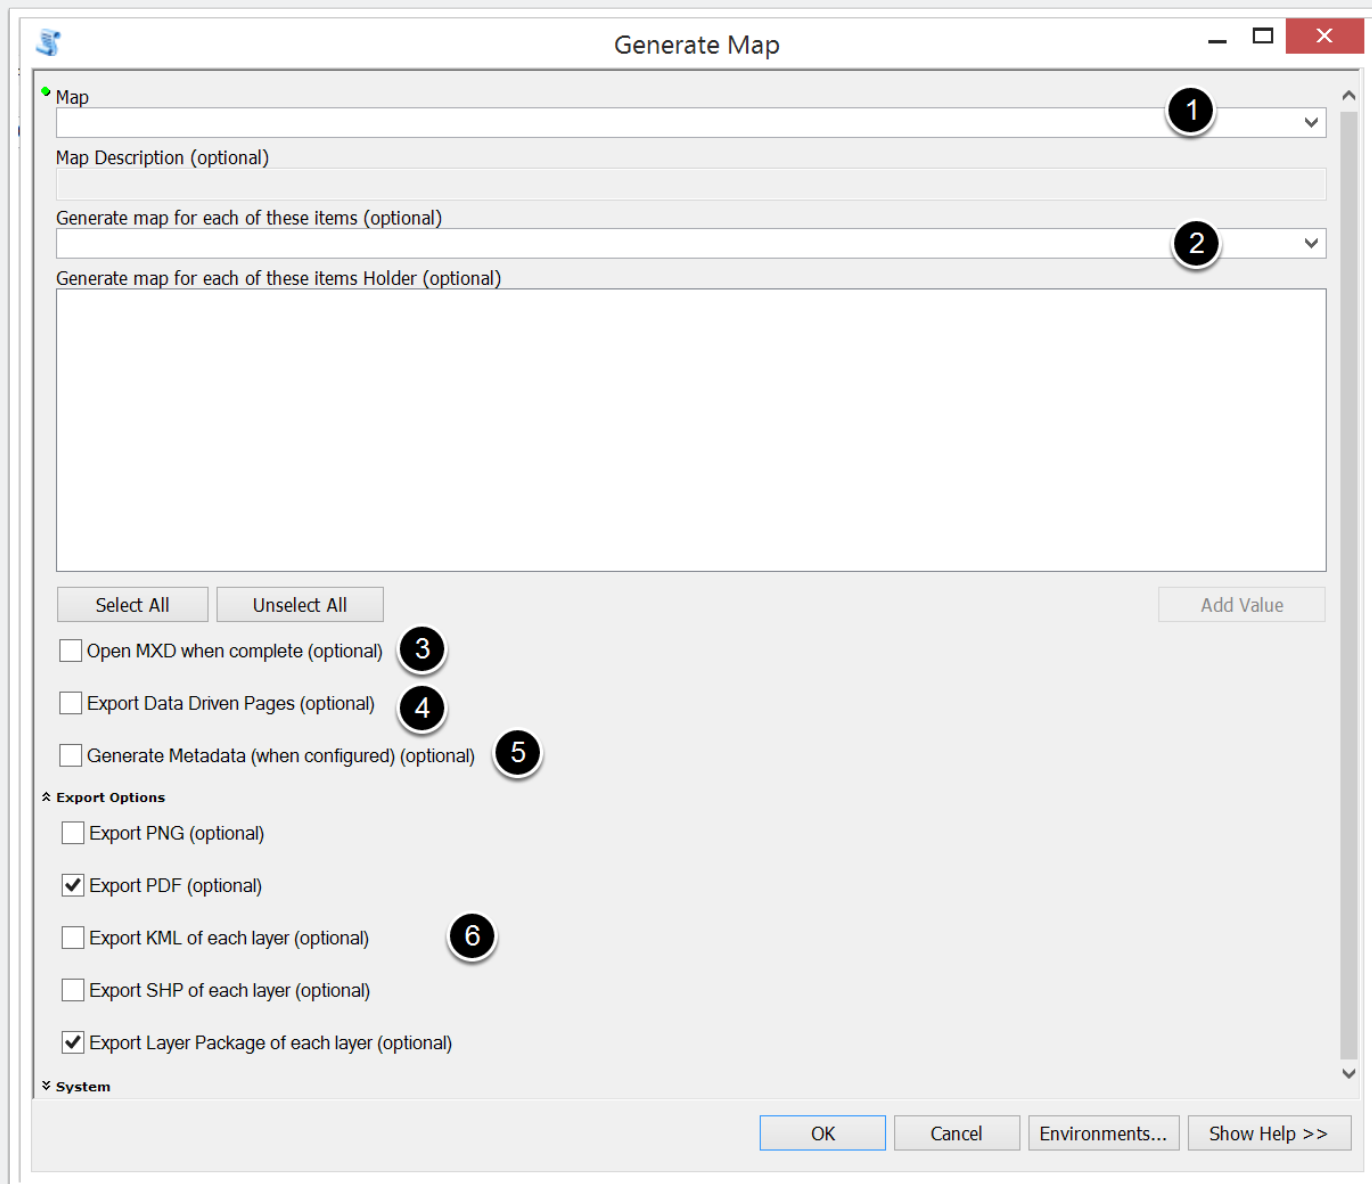 Generate Map
Map
1
Map Description (optional)
Generate map for each of these items (optional)
2
Generate map for each of these items Holder (optional)
Select All
Unselect All
Add Value
Open MXD when complete (optional)
3
Export Data Driven Pages (optional)
4
Generate Metadata (when configured) (optional)
5
Export Options
Export PNG (optional)
Export PDF (optional)
Export KML of each layer (optional)
6
Export SHP of each layer (optional)
Export Layer Package of each layer (optional)
System
OK
Cancel
Environments...
Show Help >>